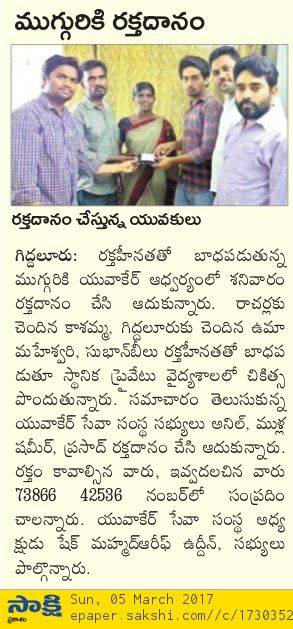 ముగ్గురికి రక్తదానం
రక్తదానం చేస్తున్న యువకులు
గిద్దలూరు: రక్తహీనతతో బాధపడుతున్న
ముగ్గురికి యువాకేర్ ఆధ్వర్యంలో శనివారం
రక్తదానం చేసి ఆదుకున్నారు. రాచర్లకు
చెందిన కాశమ్మ, గిద్దలూరుకు చెందిన ఉమా
మహేశ్వరి, సుభాన్‌బీలు రక్తహీనతతో బాధప
డుతూ స్థానిక ప్రైవేటు వైద్యశాలలో చికిత్స
పొందుతున్నారు. సమాచారం తెలుసుకున్న
యువాకేర్ సేవా సంస్థ సభ్యులు అనిల్, ముళ్ల
షమీర్, ప్రసాద్ రక్తదానం చేసి ఆదుకున్నారు.
రక్తం కావాల్సిన వారు, ఇవ్వదలచిన వారు
73866 42536 నంబర్‌లో సంప్రదిం
చాలన్నారు. యువాకేర్ సేవా సంస్థ అధ్య
క్షుడు షేక్ మహ్మద్‌ఆరీఫ్ ఉద్దీన్, సభ్యులు
పాల్గొన్నారు.
సాక్షి Sun, 05 March 2017
ప్రకాశం epaper.sakshi.com//c/1730352